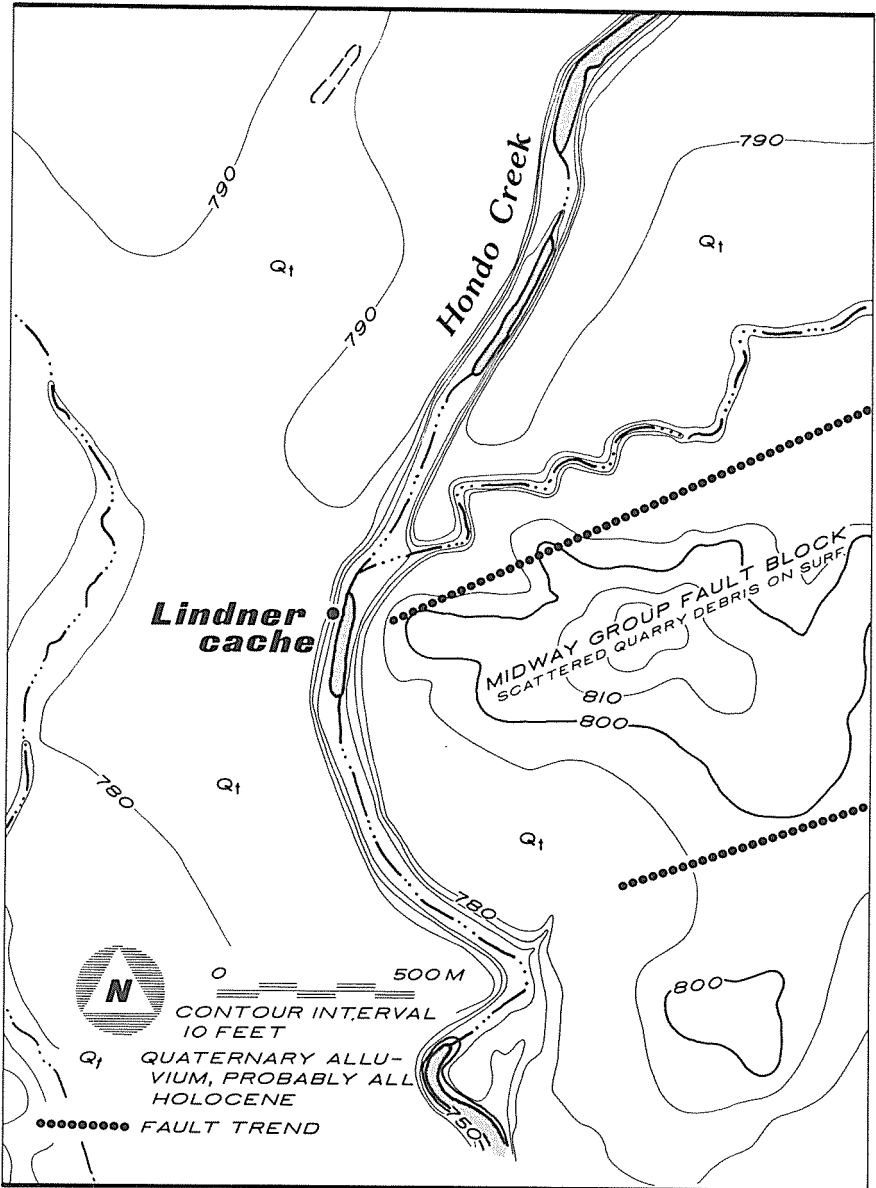 790
790
Hondo Creek
790
Qt
Qt
790
MIDWAY GROUP FAULT BLOCK
SCATTERED QUARRY DEBRIS ON SURF.
Lindner
cache
810
800
780
Qt
Qt
780
800
N
0 500 M
CONTOUR INTERVAL
10 FEET
Qt QUATERNARY ALLU-
VIUM, PROBABLY ALL
HOLOCENE
FAULT TREND
750